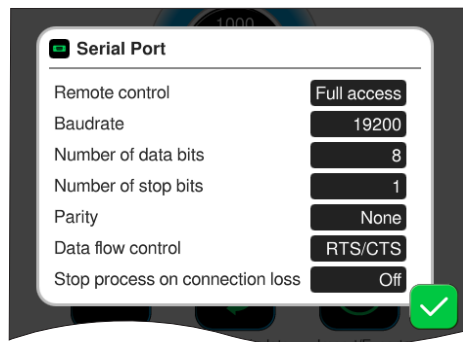 1000
Serial Port
Remote control Full access
Baudrate 19200
Number of data bits 8
Number of stop bits 1
Parity None
Data flow control RTS/CTS
Stop process on connection loss Off